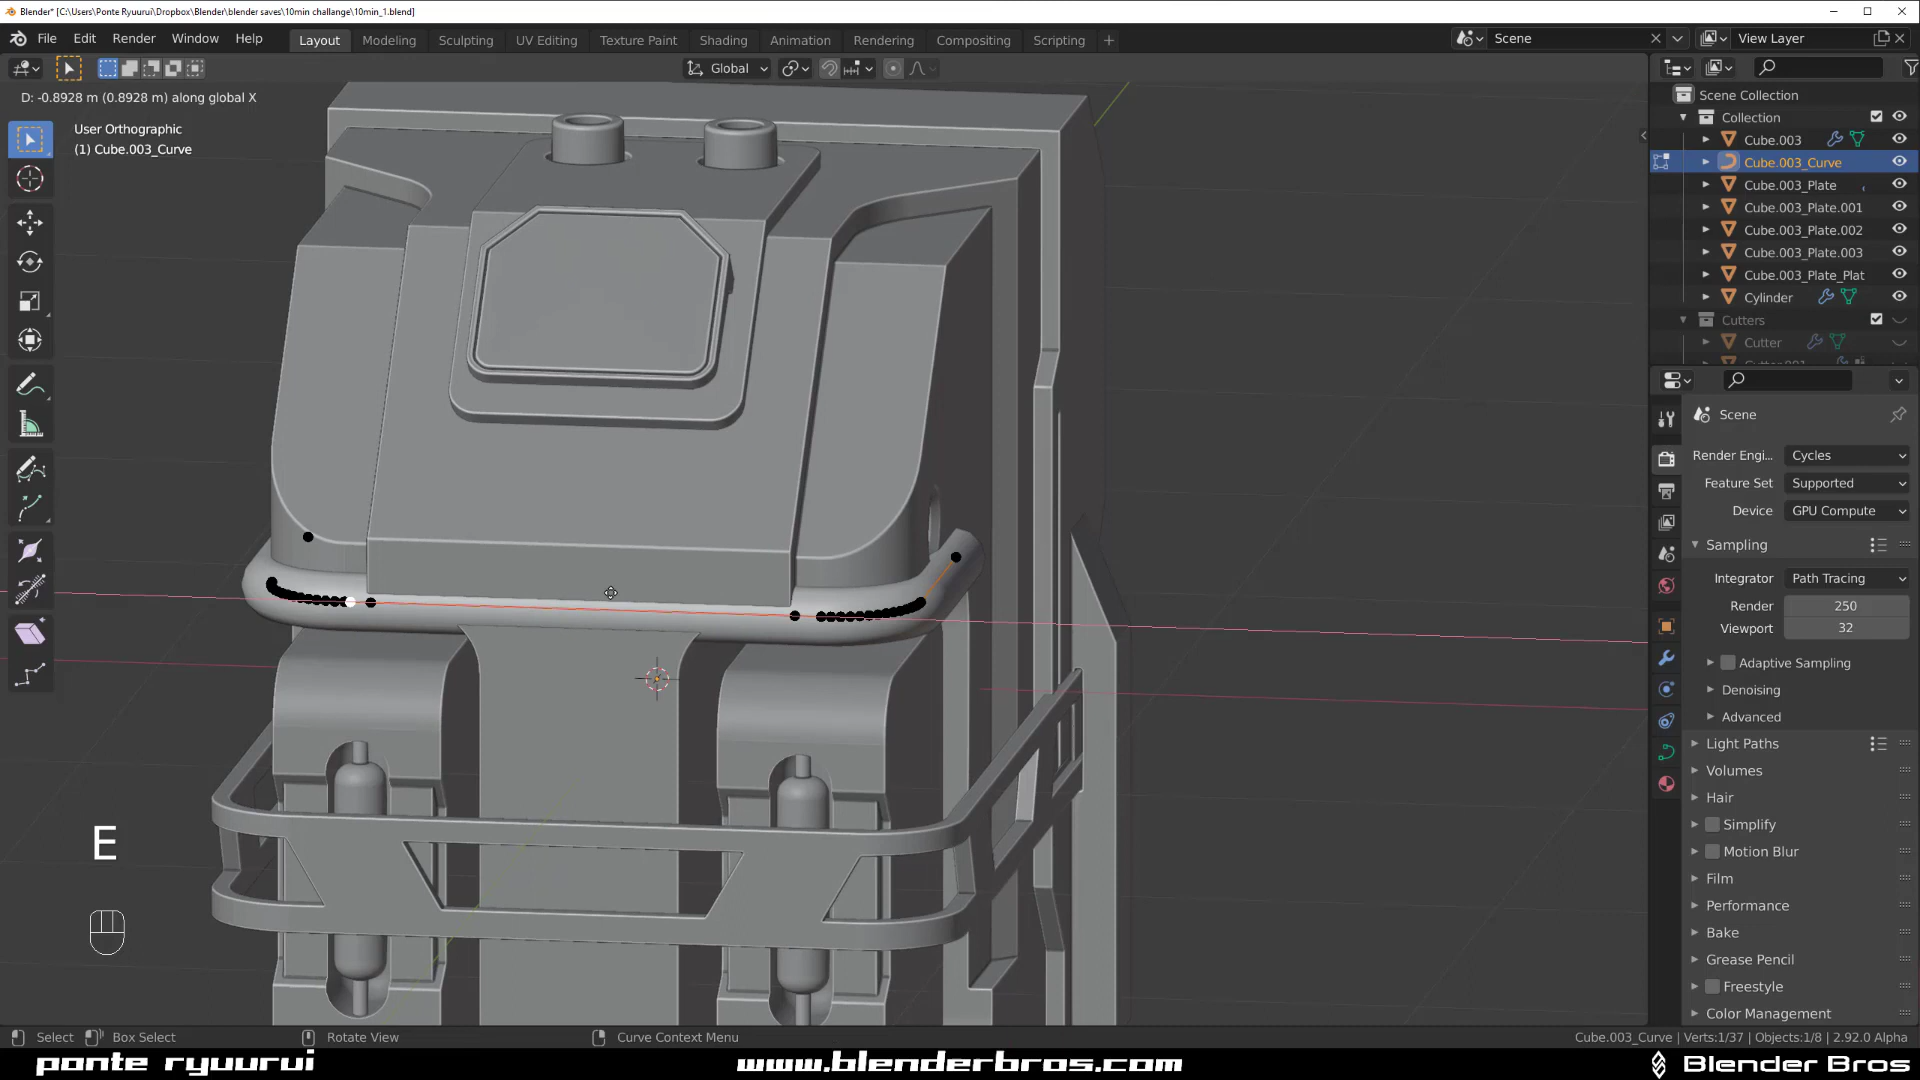 Blender* [C:\Users\Ponte Ryuurui\Dropbox\Blender\blender saves\10min challange\10min_1.blend]
File Edit Render Window Help
Layout Modeling Sculpting UV Editing Texture Paint Shading Animation Rendering Compositing Scripting +
Scene
View Layer
Global
D: -0.8928 m (0.8928 m) along global X
User Orthographic
(1) Cube.003_Curve
Scene Collection
Collection
Cube.003
Cube.003_Curve
Cube.003_Plate
Cube.003_Plate.001
Cube.003_Plate.002
Cube.003_Plate.003
Cube.003_Plate_Plat
Cylinder
Cutters
Cutter
Scene
Render Engi... Cycles
Feature Set Supported
Device GPU Compute
Sampling
Integrator Path Tracing
Render 250
Viewport 32
Adaptive Sampling
Denoising
Advanced
Light Paths
Volumes
Hair
Simplify
Motion Blur
Film
Performance
Bake
Grease Pencil
Freestyle
Color Management
E
Select Box Select Rotate View Curve Context Menu
Cube.003_Curve | Verts:1/37 | Objects:1/8 | 2.92.0 Alpha
ponte ryuurui
www.blenderbros.com
Blender Bros